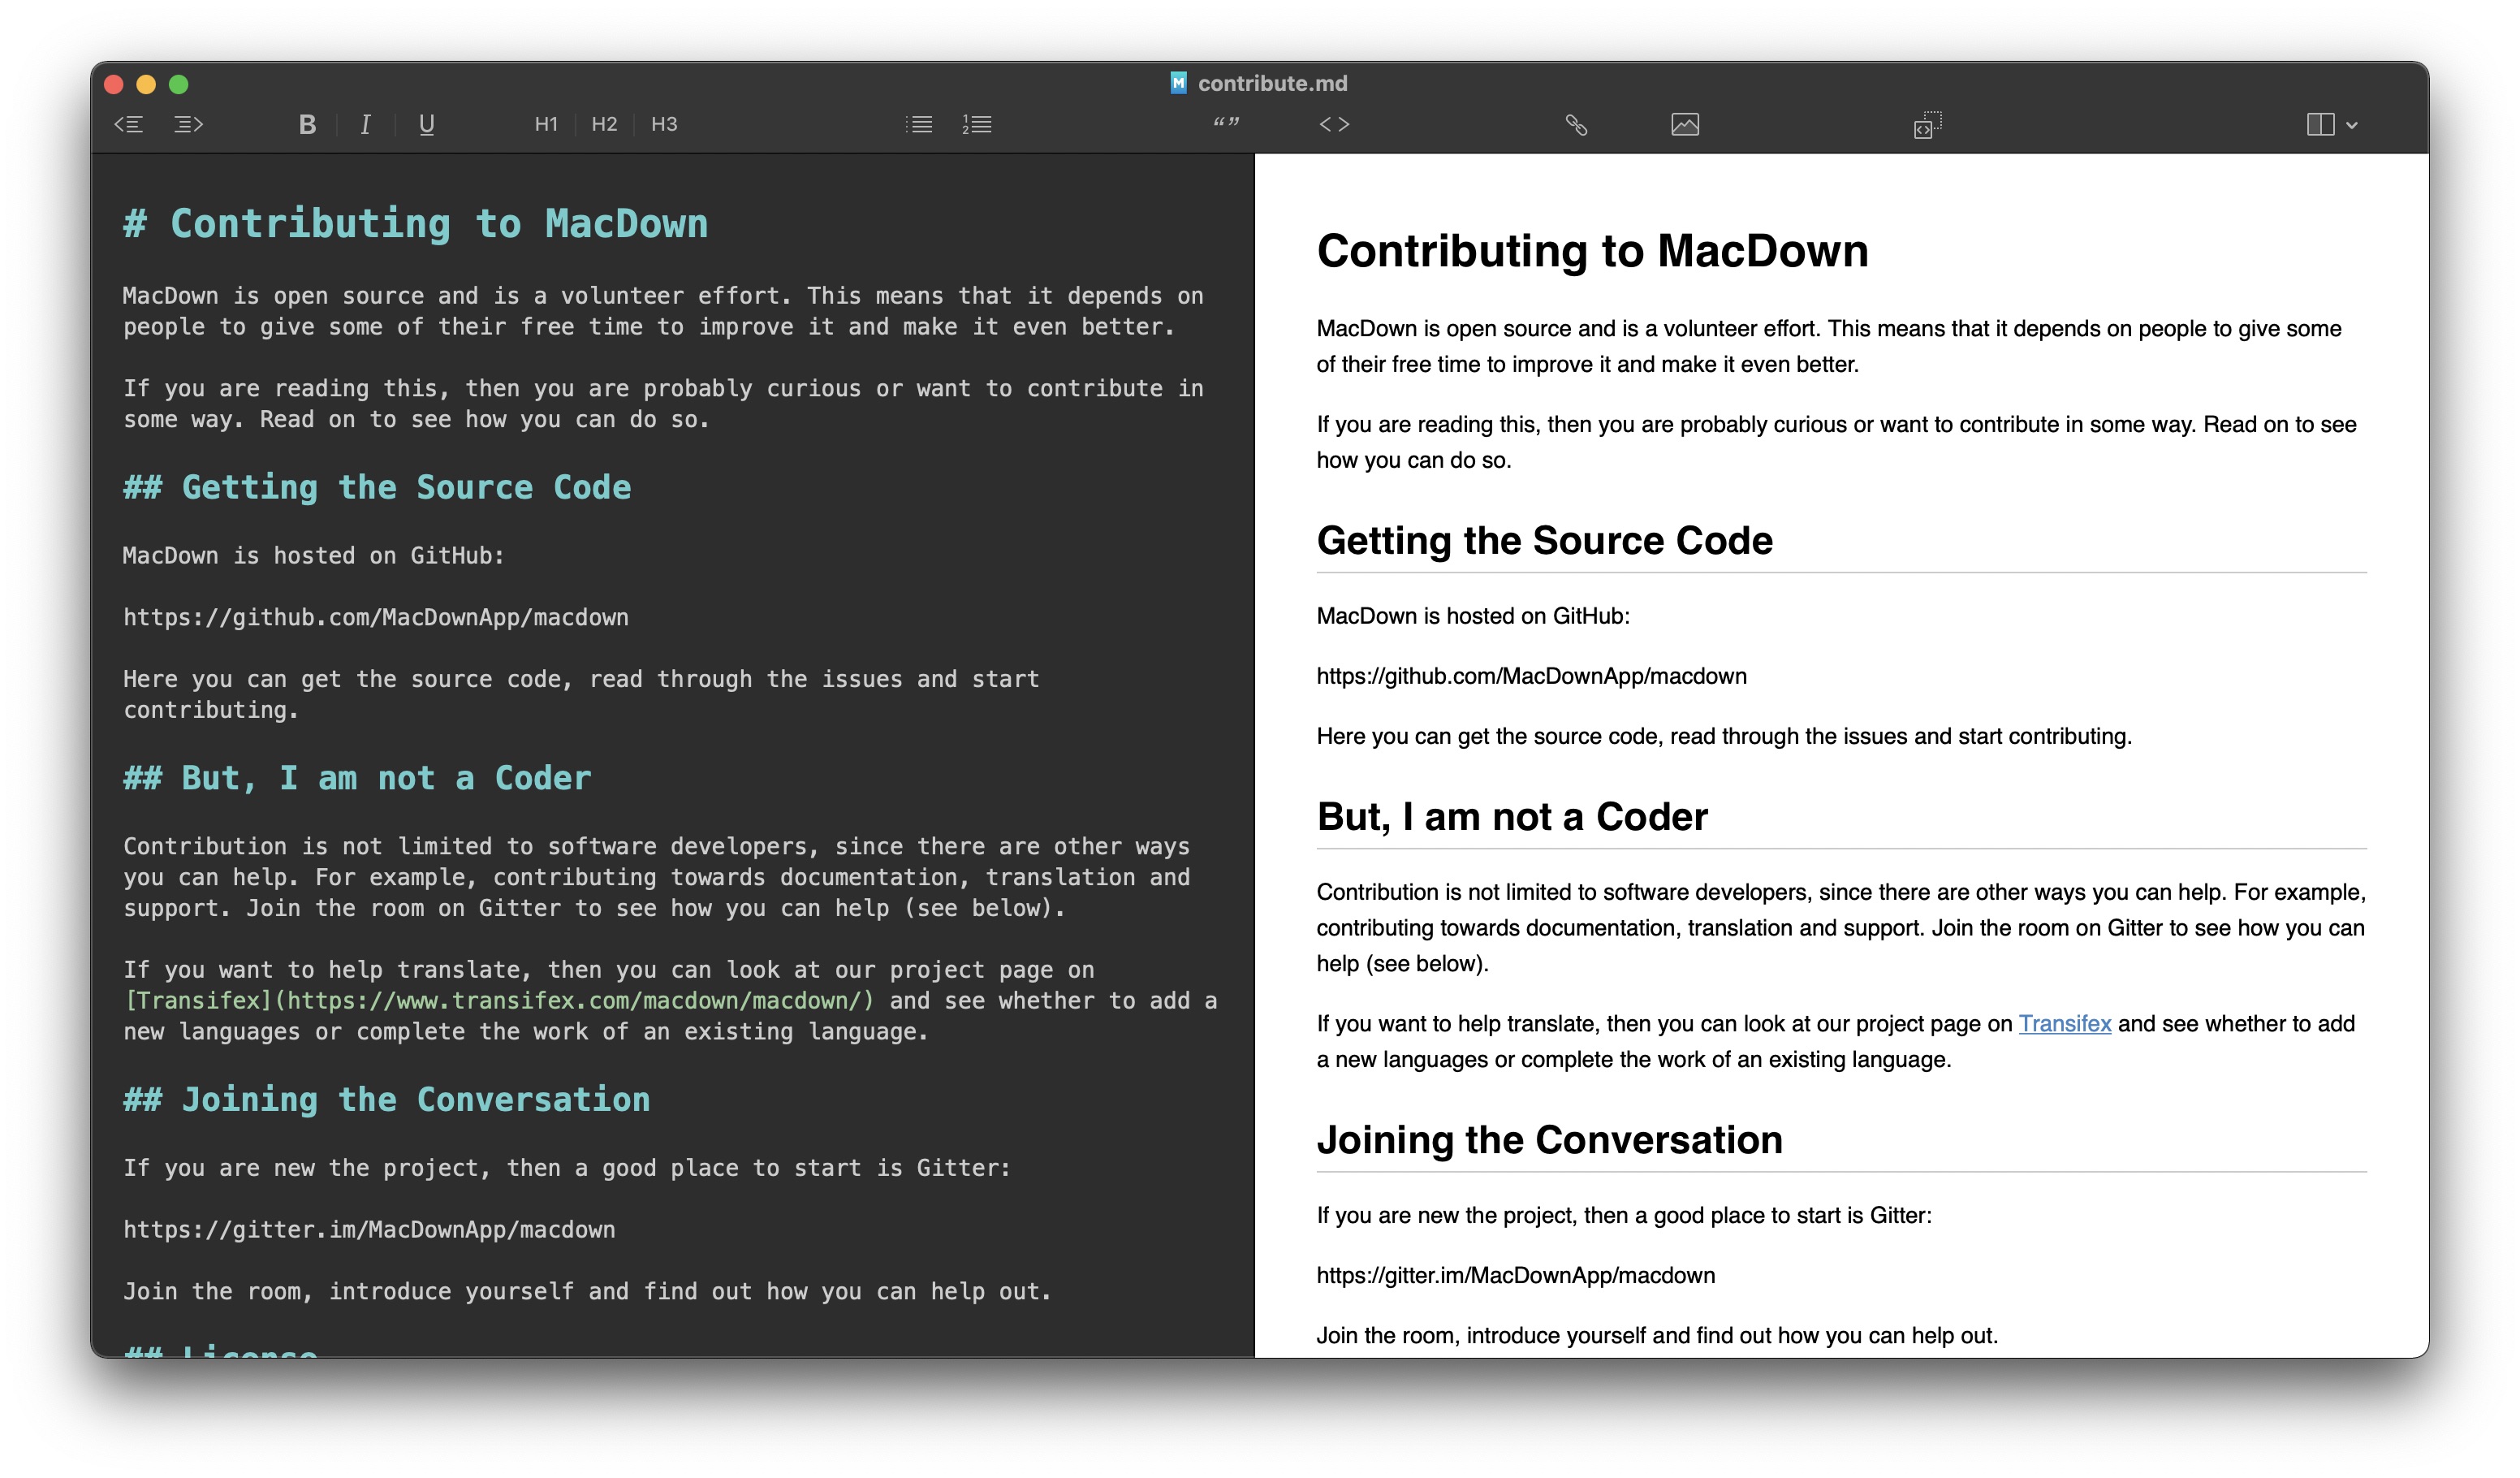 contribute.md
B I U H1 H2 H3 “” <>
# Contributing to MacDown
MacDown is open source and is a volunteer effort. This means that it depends on
people to give some of their free time to improve it and make it even better.
If you are reading this, then you are probably curious or want to contribute in
some way. Read on to see how you can do so.
## Getting the Source Code
MacDown is hosted on GitHub:
https://github.com/MacDownApp/macdown
Here you can get the source code, read through the issues and start
contributing.
## But, I am not a Coder
Contribution is not limited to software developers, since there are other ways
you can help. For example, contributing towards documentation, translation and
support. Join the room on Gitter to see how you can help (see below).
If you want to help translate, then you can look at our project page on
[Transifex](https://www.transifex.com/macdown/macdown/) and see whether to add a
new languages or complete the work of an existing language.
## Joining the Conversation
If you are new the project, then a good place to start is Gitter:
https://gitter.im/MacDownApp/macdown
Join the room, introduce yourself and find out how you can help out.
## License
Contributing to MacDown
MacDown is open source and is a volunteer effort. This means that it depends on people to give some
of their free time to improve it and make it even better.
If you are reading this, then you are probably curious or want to contribute in some way. Read on to see
how you can do so.
Getting the Source Code
MacDown is hosted on GitHub:
https://github.com/MacDownApp/macdown
Here you can get the source code, read through the issues and start contributing.
But, I am not a Coder
Contribution is not limited to software developers, since there are other ways you can help. For example,
contributing towards documentation, translation and support. Join the room on Gitter to see how you can
help (see below).
If you want to help translate, then you can look at our project page on Transifex and see whether to add
a new languages or complete the work of an existing language.
Joining the Conversation
If you are new the project, then a good place to start is Gitter:
https://gitter.im/MacDownApp/macdown
Join the room, introduce yourself and find out how you can help out.